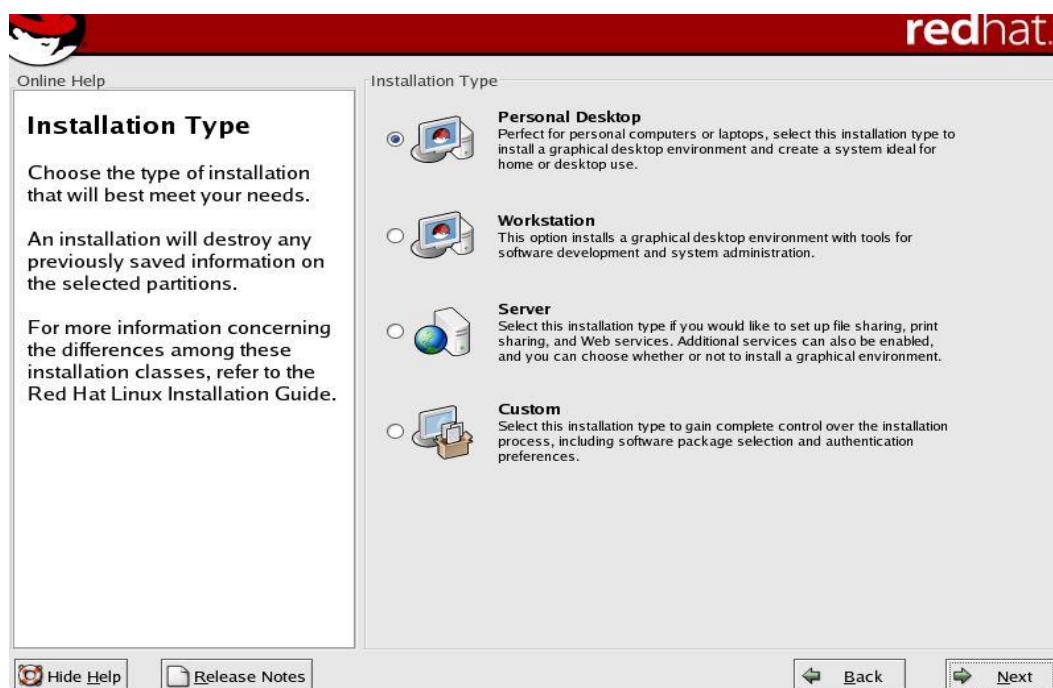 redhat.
Online Help
Installation Type
Choose the type of installation
that will best meet your needs.
An installation will destroy any
previously saved information on
the selected partitions.
For more information concerning
the differences among these
installation classes, refer to the
Red Hat Linux Installation Guide.
Installation Type
Personal Desktop
Perfect for personal computers or laptops, select this installation type to
install a graphical desktop environment and create a system ideal for
home or desktop use.
Workstation
This option installs a graphical desktop environment with tools for
software development and system administration.
Server
Select this installation type if you would like to set up file sharing, print
sharing, and Web services. Additional services can also be enabled,
and you can choose whether or not to install a graphical environment.
Custom
Select this installation type to gain complete control over the installation
process, including software package selection and authentication
preferences.
Hide Help
Release Notes
Back
Next